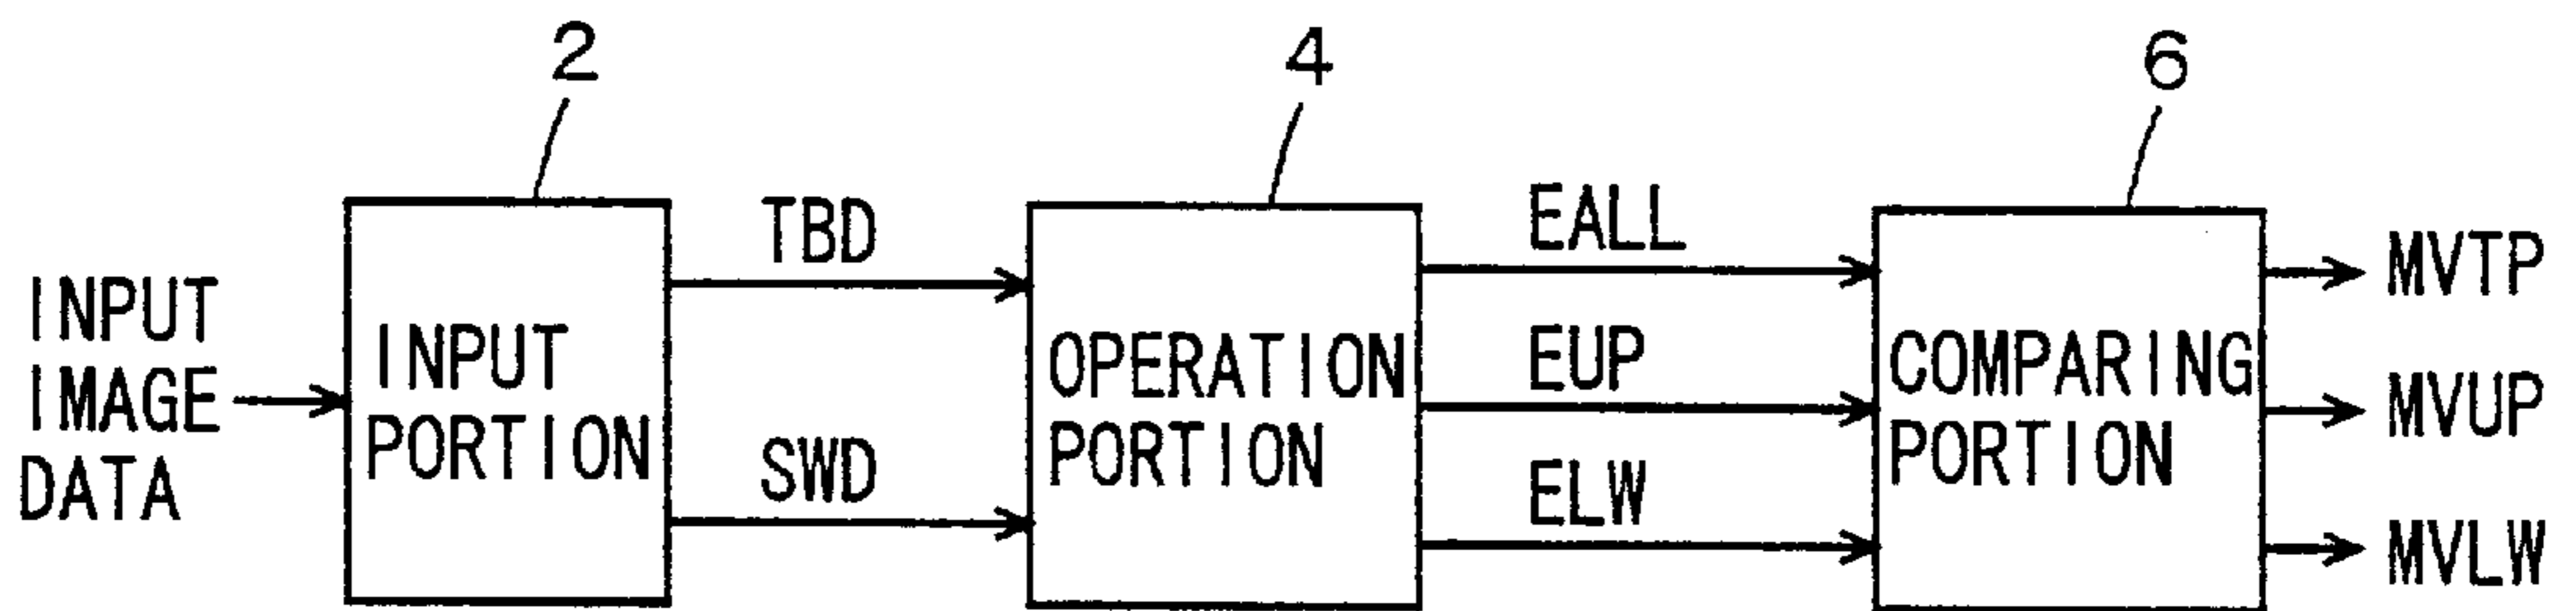 2
4
6
INPUT
IMAGE
DATA
INPUT
PORTION
TBD
SWD
OPERATION
PORTION
EALL
EUP
ELW
COMPARING
PORTION
MVTP
MVUP
MVLW